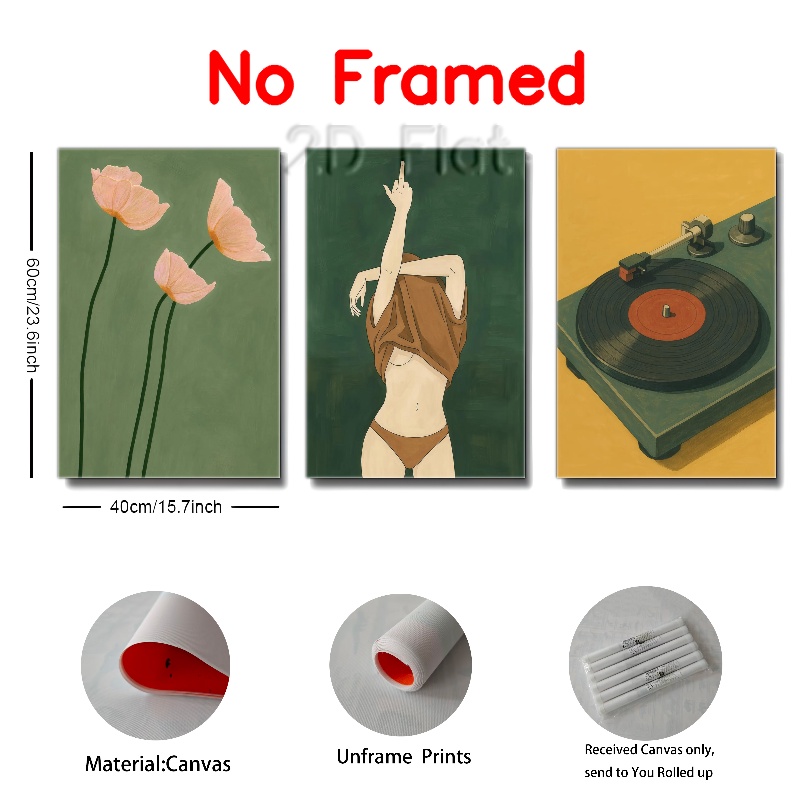 No Framed
2D Flat
60cm/23.6inch
40cm/15.7inch
Material:Canvas
Unframe Prints
Received Canvas only,
send to You Rolled up